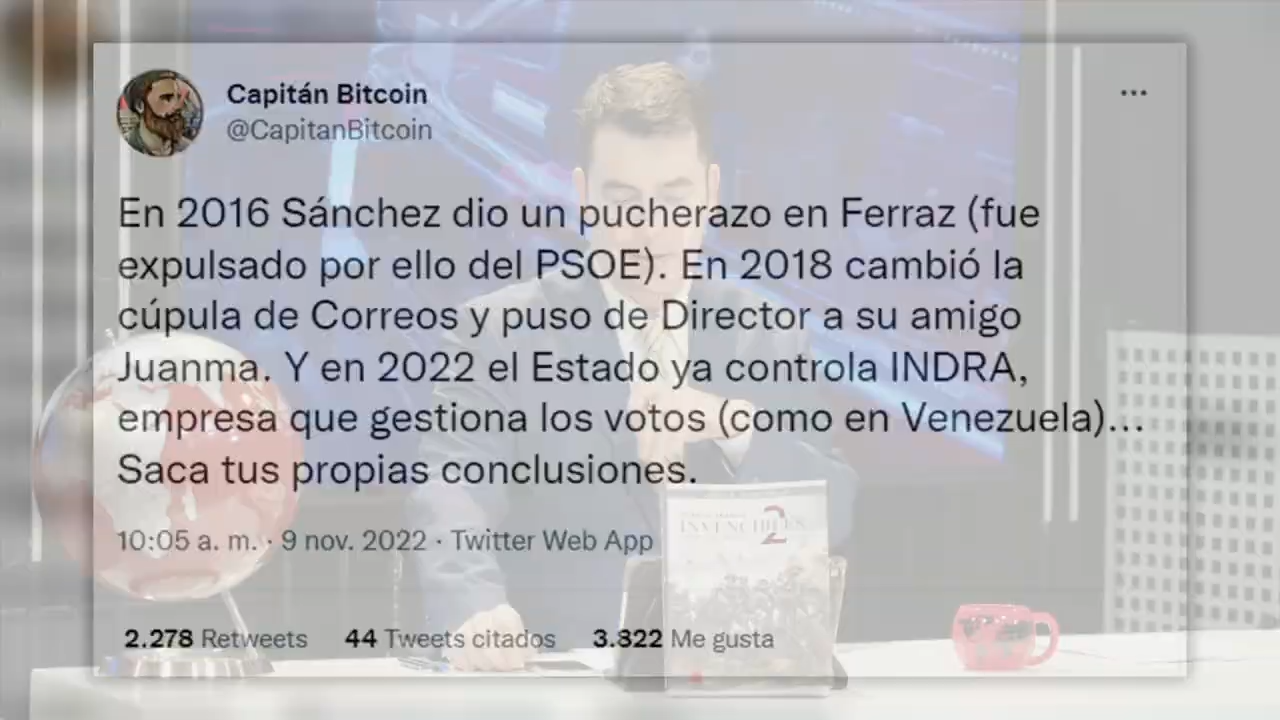 Capitán Bitcoin
@CapitanBitcoin
En 2016 Sánchez dio un pucherazo en Ferraz (fue
expulsado por ello del PSOE). En 2018 cambió la
cúpula de Correos y puso de Director a su amigo
Juanma. Y en 2022 el Estado ya controla INDRA,
empresa que gestiona los votos (como en Venezuela)...
Saca tus propias conclusiones.
10:05 a. m. · 9 nov. 2022 · Twitter Web App
2.278 Retweets 44 Tweets citados 3.822 Me gusta
INVENCIBLES
2